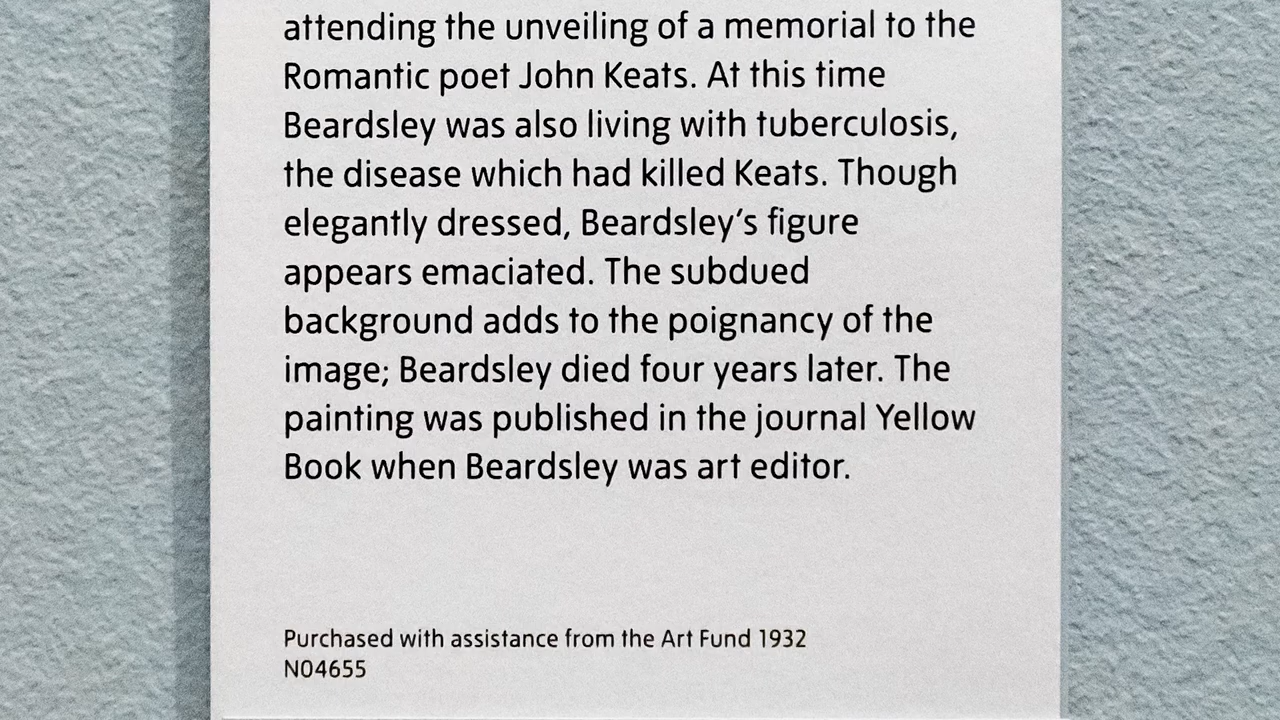 attending the unveiling of a memorial to the
Romantic poet John Keats. At this time
Beardsley was also living with tuberculosis,
the disease which had killed Keats. Though
elegantly dressed, Beardsley’s figure
appears emaciated. The subdued
background adds to the poignancy of the
image; Beardsley died four years later. The
painting was published in the journal Yellow
Book when Beardsley was art editor.
Purchased with assistance from the Art Fund 1932
N04655